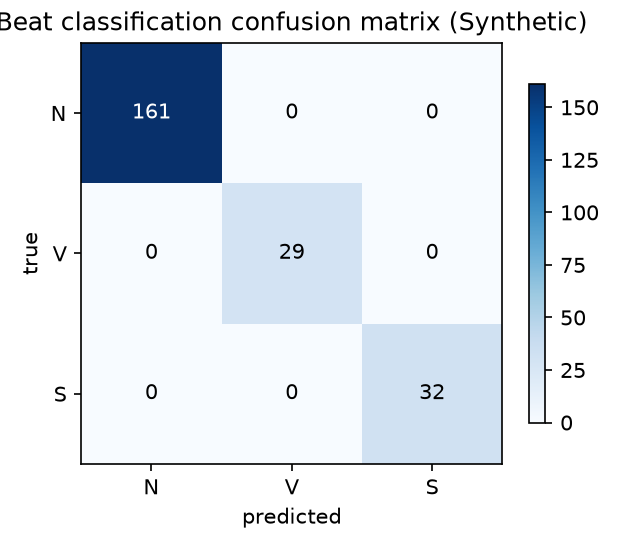 Beat classification confusion matrix (Synthetic)
N 161 0 0
V 0 29 0
S 0 0 32
N V S
predicted
true
150
125
100
75
50
25
0